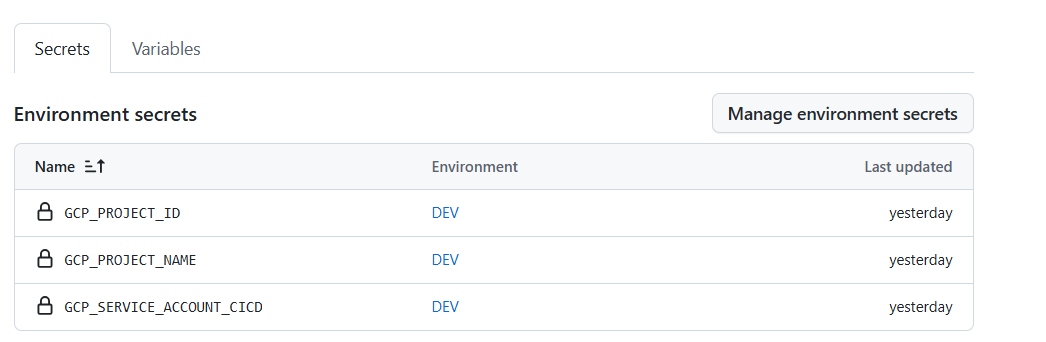 Secrets Variables
Environment secrets Manage environment secrets
Name Environment Last updated
GCP_PROJECT_ID DEV yesterday
GCP_PROJECT_NAME DEV yesterday
GCP_SERVICE_ACCOUNT_CICD DEV yesterday